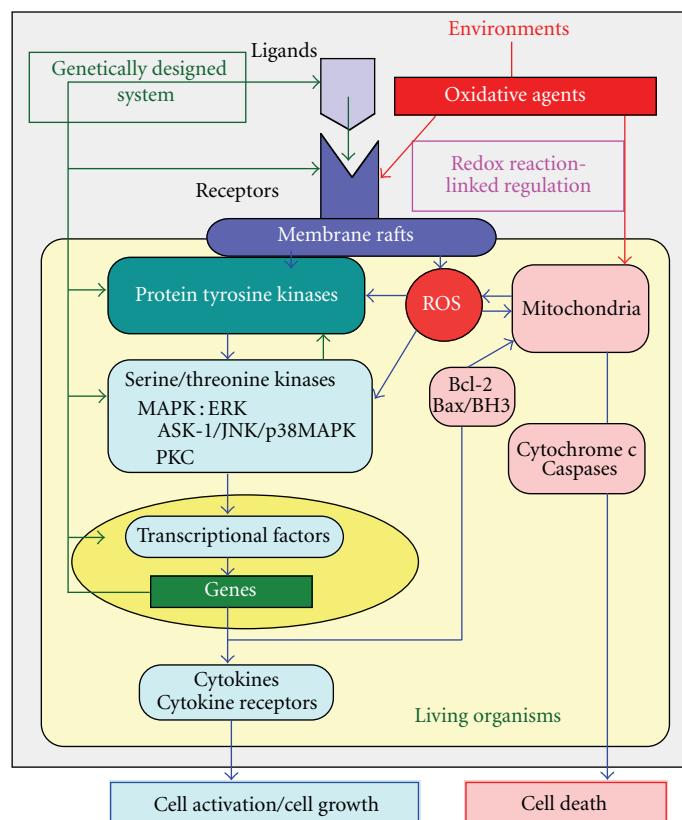 Ligands
Environments
Genetically designed
system
Oxidative agents
Redox reaction-
linked regulation
Receptors
Membrane rafts
Protein tyrosine kinases
ROS
Mitochondria
Serine/threonine kinases
MAPK : ERK
ASK-1/JNK/p38MAPK
PKC
Bcl-2
Bax/BH3
Cytochrome c
Caspases
Transcriptional factors
Genes
Cytokines
Cytokine receptors
Living organisms
Cell activation/cell growth
Cell death